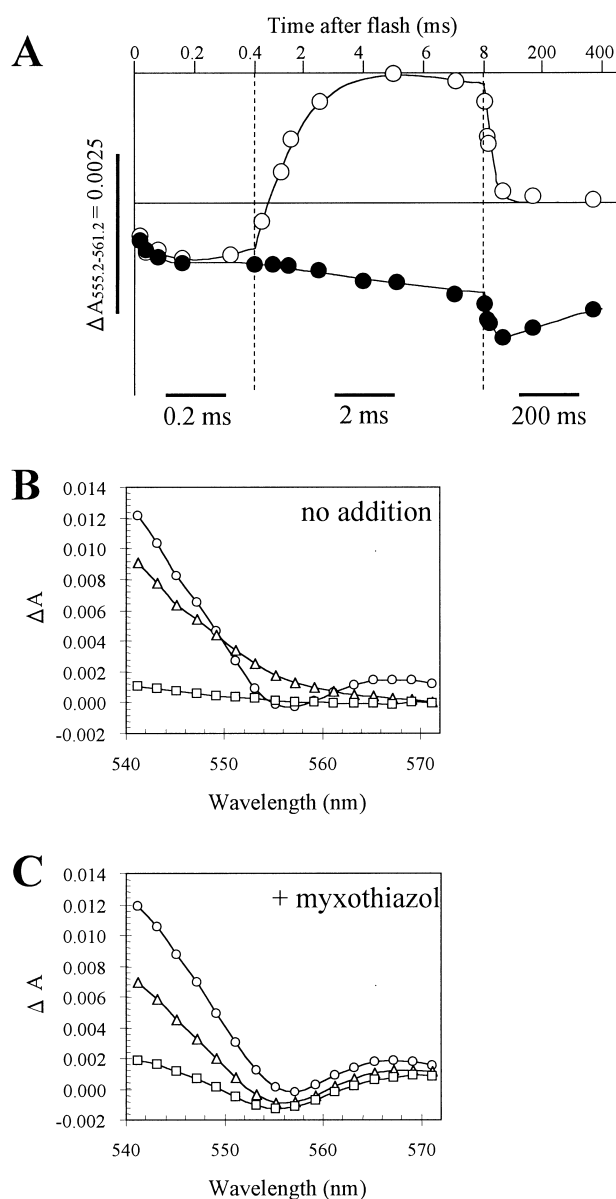 Time after flash (ms)
A
0 0.2 0.4 2 4 6 8 200 400
ΔA555.2-561.2 = 0.0025
0.2 ms 2 ms 200 ms
B
no addition
0.014
0.012
0.010
0.008
0.006
0.004
0.002
0.000
-0.002
ΔA
540 550 560 570
Wavelength (nm)
C
+ myxothiazol
0.014
0.012
0.010
0.008
0.006
0.004
0.002
0.000
-0.002
Δ A
540 550 560 570
Wavelength (nm)